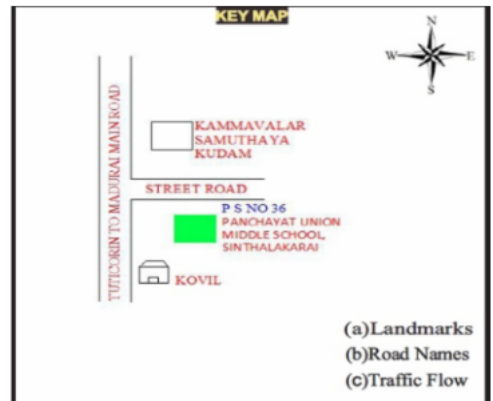 KEY MAP
N
W
E
S
TUTICORIN TO MADURAI MAIN ROAD
KAMMAVALAR
SAMUTHAYA
KUDAM
STREET ROAD
P S NO 36
PANCHAYAT UNION
MIDDLE SCHOOL,
SINTHALAKARAI
KOVIL
(a)Landmarks
(b)Road Names
(c)Traffic Flow